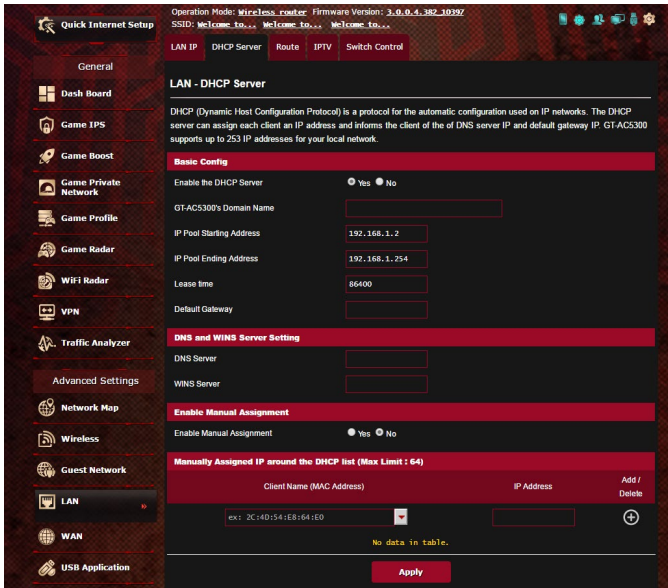 Quick Internet Setup
General
Dash Board
Game IPS
Game Boost
Game Private
Network
Game Profile
Game Radar
WiFi Radar
VPN
Traffic Analyzer
Advanced Settings
Network Map
Wireless
Guest Network
LAN »
WAN
USB Application
Operation Mode: Wireless router Firmware Version: 3.0.0.4.382_10397
SSID: Welcome to... Welcome to... Welcome to...
LAN IP DHCP Server Route IPTV Switch Control
LAN - DHCP Server
DHCP (Dynamic Host Configuration Protocol) is a protocol for the automatic configuration used on IP networks. The DHCP
server can assign each client an IP address and informs the client of the of DNS server IP and default gateway IP. GT-AC5300
supports up to 253 IP addresses for your local network.
Basic Config
Enable the DHCP Server Yes No
GT-AC5300's Domain Name
IP Pool Starting Address 192.168.1.2
IP Pool Ending Address 192.168.1.254
Lease time 86400
Default Gateway
DNS and WINS Server Setting
DNS Server
WINS Server
Enable Manual Assignment
Enable Manual Assignment Yes No
Manually Assigned IP around the DHCP list (Max Limit : 64)
Client Name (MAC Address) IP Address Add /
Delete
ex: 2C:4D:54:E8:64:E0
No data in table.
Apply